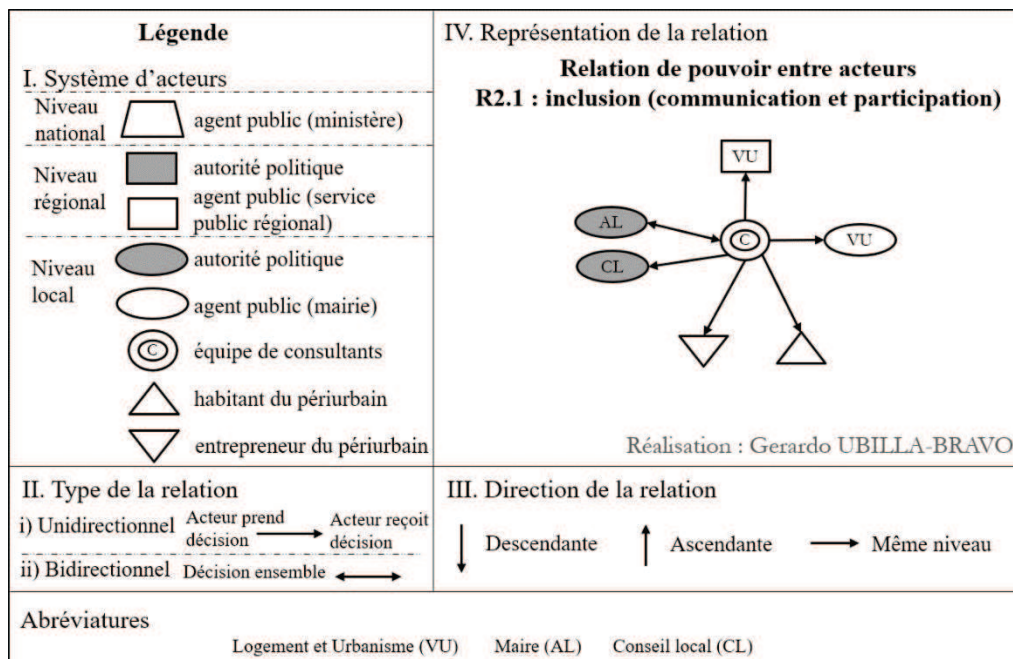 Légende
I. Système d'acteurs
Niveau
national
agent public (ministère)
Niveau
régional
autorité politique
agent public (service
public régional)
Niveau
local
autorité politique
agent public (mairie)
C
équipe de consultants
habitant du périurbain
entrepreneur du périurbain
IV. Représentation de la relation
Relation de pouvoir entre acteurs
R2.1 : inclusion (communication et participation)
VU
AL
C
VU
CL
Réalisation : Gerardo UBILLA-BRAVO
II. Type de la relation
i) Unidirectionnel
Acteur prend
décision
Acteur reçoit
décision
ii) Bidirectionnel
Décision ensemble
III. Direction de la relation
Descendante
Ascendante
Même niveau
Abréviatures
Logement et Urbanisme (VU) Maire (AL) Conseil local (CL)